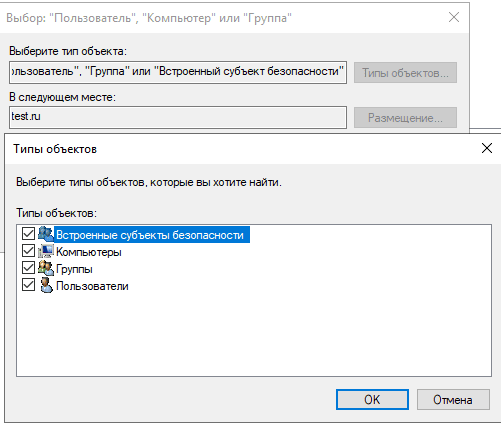 Выбор: "Пользователь", "Компьютер" или "Группа"
Выберите тип объекта:
ользователь", "Группа" или "Встроенный субъект безопасности"
Типы объектов...
В следующем месте:
test.ru
Размещение...
Типы объектов
Выберите типы объектов, которые вы хотите найти.
Типы объектов:
Встроенные субъекты безопасности
Компьютеры
Группы
Пользователи
OK
Отмена